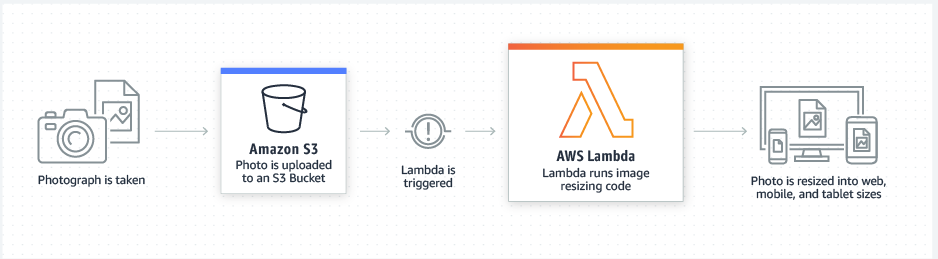 Photograph is taken
Amazon S3
Photo is uploaded
to an S3 Bucket
Lambda is
triggered
AWS Lambda
Lambda runs image
resizing code
Photo is resized into web,
mobile, and tablet sizes